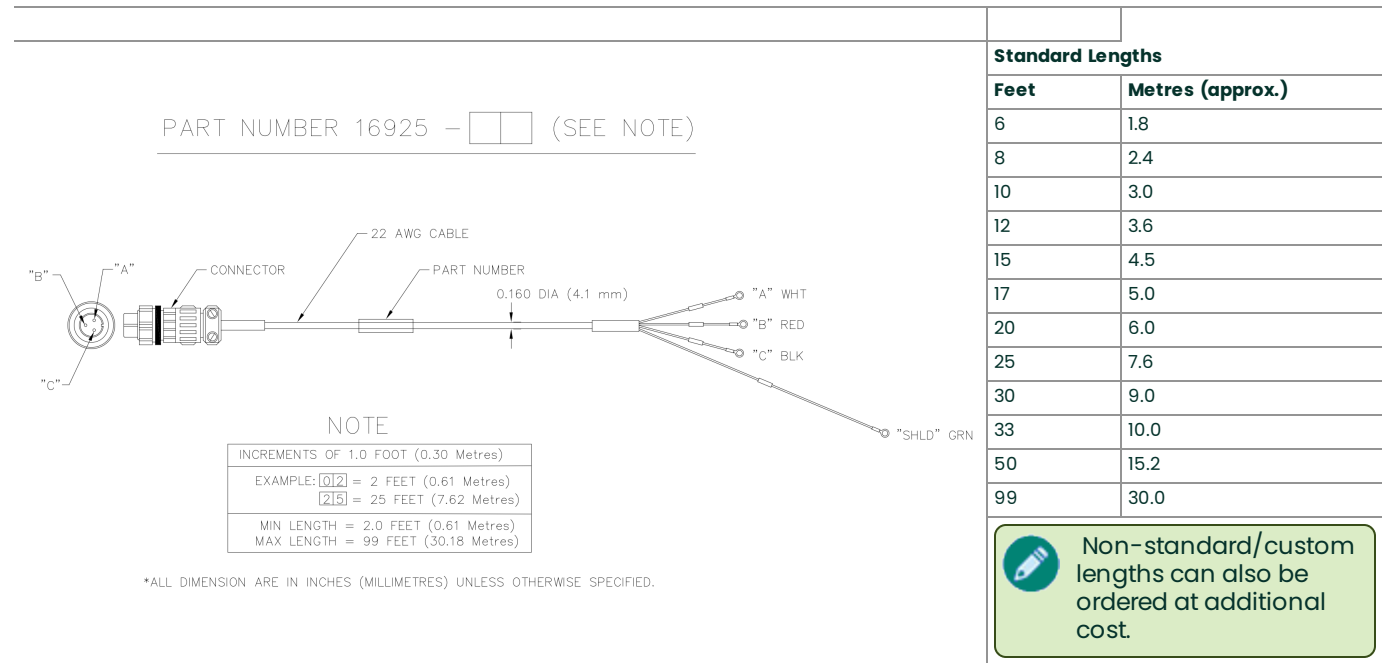 PART NUMBER 16925 - (SEE NOTE)
22 AWG CABLE
"B"
"A"
CONNECTOR
PART NUMBER
0.160 DIA (4.1 mm)
"A" WHT
"B" RED
"C" BLK
"C"
"SHLD" GRN
NOTE
INCREMENTS OF 1.0 FOOT (0.30 Metres)
EXAMPLE: 0 2 = 2 FEET (0.61 Metres)
2 5 = 25 FEET (7.62 Metres)
MIN LENGTH = 2.0 FEET (0.61 Metres)
MAX LENGTH = 99 FEET (30.18 Metres)
*ALL DIMENSION ARE IN INCHES (MILLIMETRES) UNLESS OTHERWISE SPECIFIED.
Standard Lengths
Feet Metres (approx.)
6 1.8
8 2.4
10 3.0
12 3.6
15 4.5
17 5.0
20 6.0
25 7.6
30 9.0
33 10.0
50 15.2
99 30.0
Non-standard/custom
lengths can also be
ordered at additional
cost.